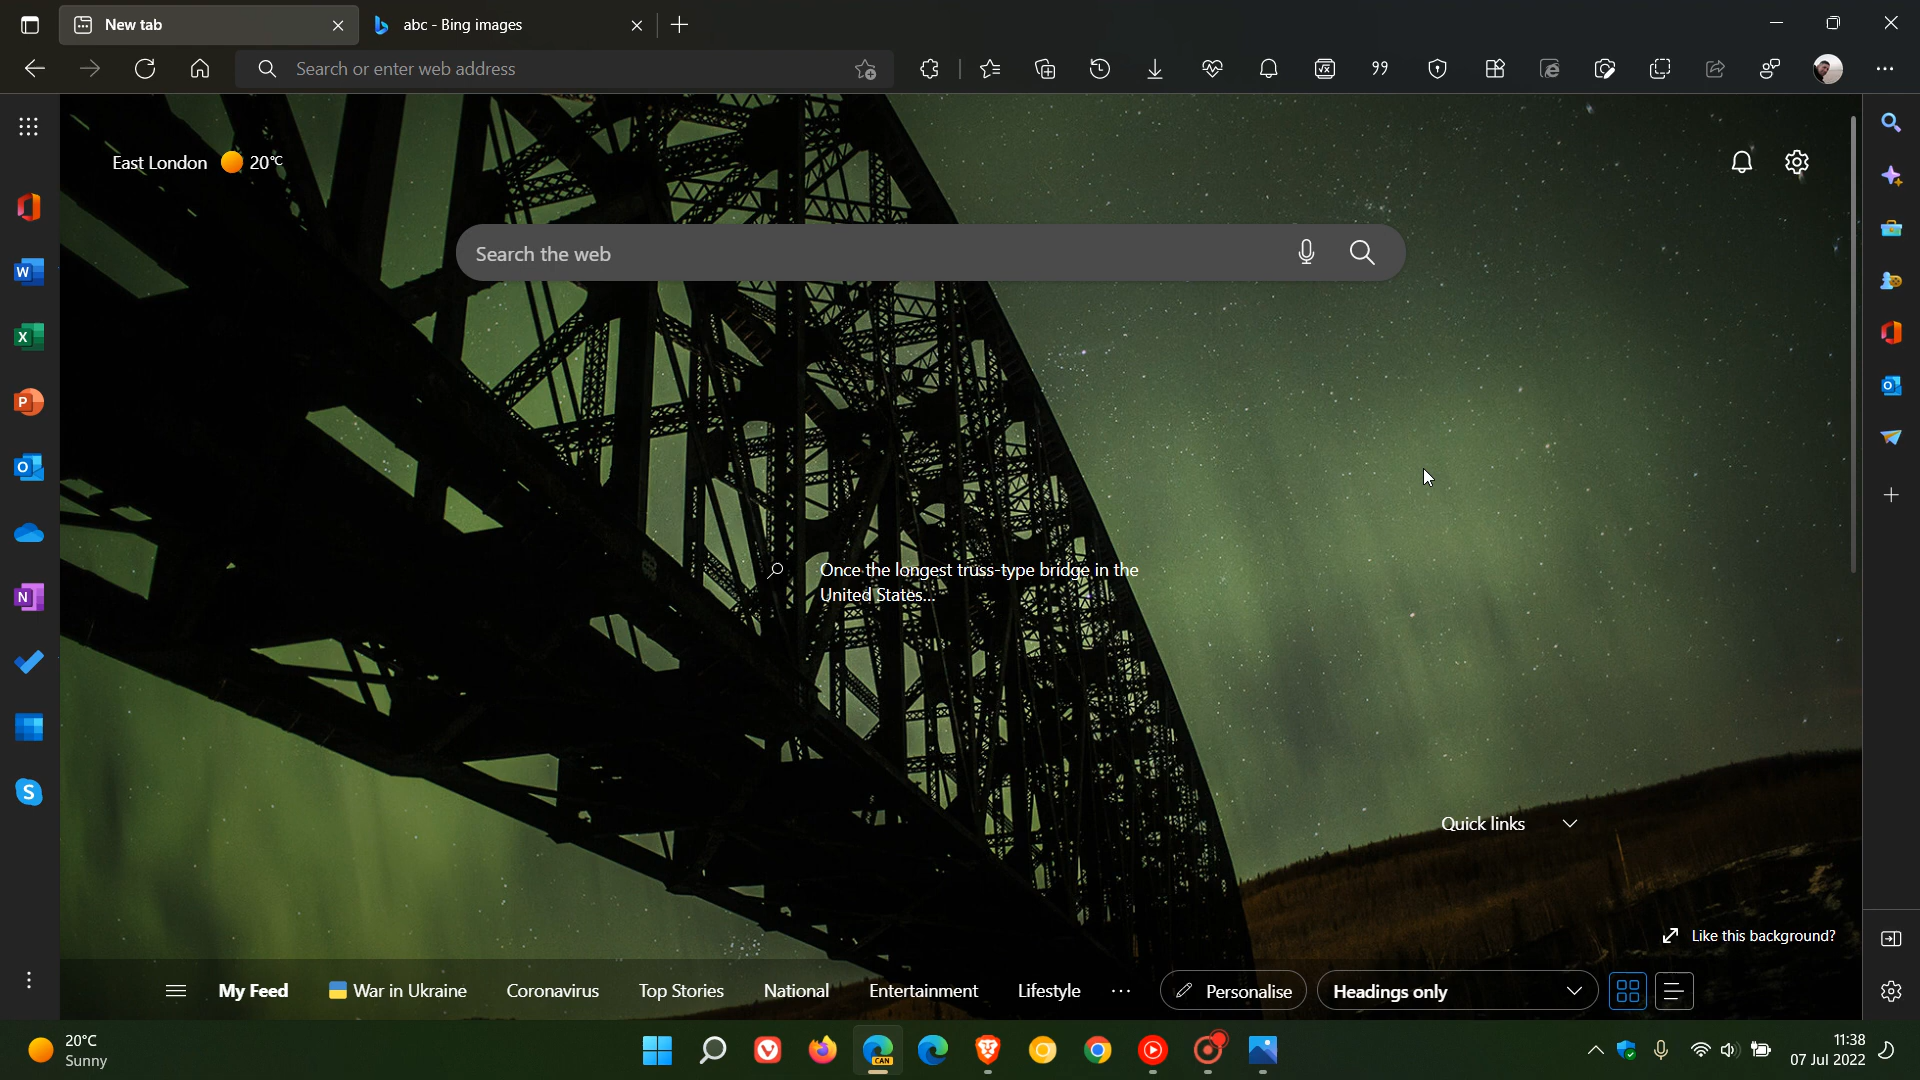 New tab
abc - Bing images
Search or enter web address
East London 20°C
Search the web
Once the longest truss-type bridge in the
United States...
Quick links
Like this background?
My Feed War in Ukraine Coronavirus Top Stories National Entertainment Lifestyle ... Personalise Headings only
20°C
Sunny
CAN
11:38
07 Jul 2022